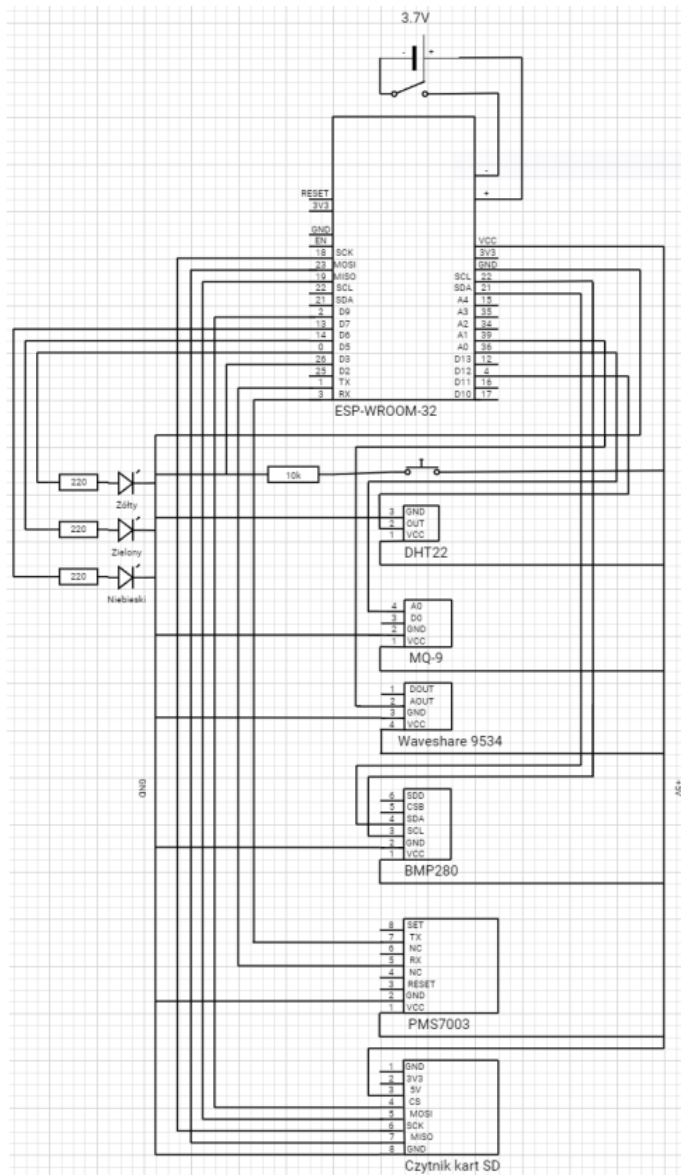 3.7V
- +
-
+
RESET
3V3
GND
EN
18 SCK
23 MOSI
19 MISO
22 SCL
21 SDA
2 D9
13 D7
14 D6
0 D5
26 D3
25 D2
1 TX
3 RX
VCC
3V3
GND
SCL 22
SDA 21
A4 15
A3 35
A2 34
A1 39
A0 36
D13 12
D12 4
D11 16
D10 17
ESP-WROOM-32
10k
220
Żółty
220
Zielony
220
Niebieski
3 GND
2 OUT
1 VCC
DHT22
4 A0
3 D0
2 GND
1 VCC
MQ-9
1 DOUT
2 AOUT
3 GND
4 VCC
Waveshare 9534
GND
+5V
6 SDD
5 CSB
4 SDA
3 SCL
2 GND
1 VCC
BMP280
8 SET
7 TX
6 NC
5 RX
4 NC
3 RESET
2 GND
1 VCC
PMS7003
1 GND
2 3V3
3 5V
4 CS
5 MOSI
6 SCK
7 MISO
8 GND
Czytnik kart SD